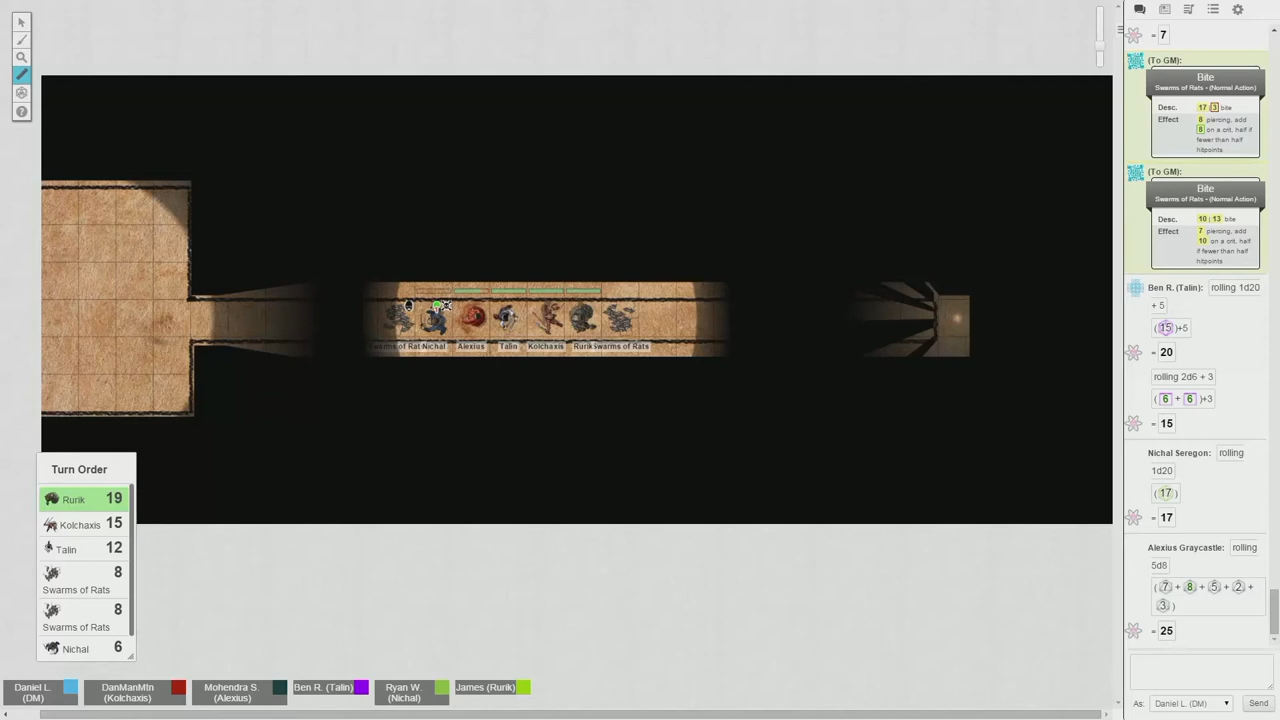 Swarms of Rat Nichal Alexius Talin Kolchaxis Rurik Swarms of Rats
Turn Order
Rurik 19
Kolchaxis 15
Talin 12
8
Swarms of Rats
8
Swarms of Rats
Nichal 6
Daniel L.
(DM)
DanManMtn
(Kolchaxis)
Mohendra S.
(Alexius)
Ben R. (Talin)
Ryan W.
(Nichal)
James (Rurik)
= 7
(To GM):
Bite
Swarms of Rats - (Normal Action)
Desc. 17 | 3 bite
Effect 8 piercing, add
8 on a crit, half if
fewer than half
hitpoints
(To GM):
Bite
Swarms of Rats - (Normal Action)
Desc. 10 | 13 bite
Effect 7 piercing, add
10 on a crit, half
if fewer than half
hitpoints
Ben R. (Talin): rolling 1d20
+ 5
(15)+5
= 20
rolling 2d6 + 3
(6 + 6)+3
= 15
Nichal Seregon: rolling
1d20
(17)
= 17
Alexius Graycastle: rolling
5d8
(7 + 8 + 5 + 2 +
3)
= 25
As: Daniel L. (DM) Send